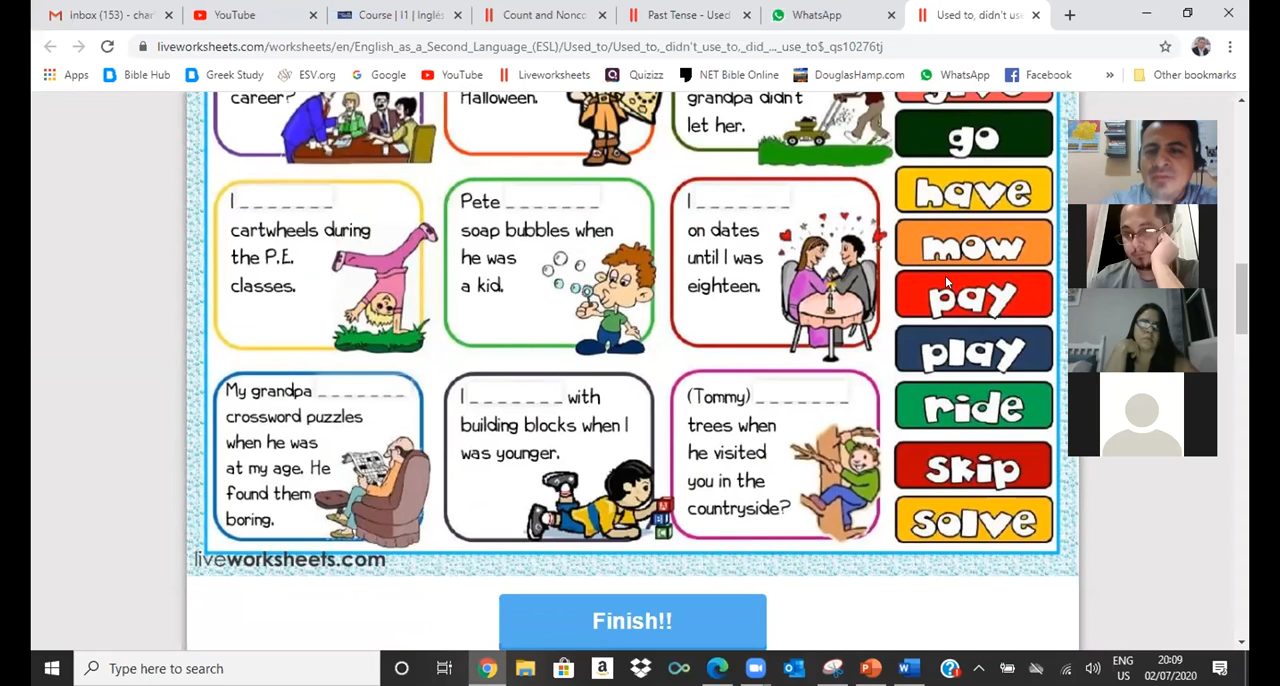 inbox (153) - char
YouTube
Course | I1 | Inglés
Count and Nonco
Past Tense - Used
WhatsApp
Used to, didn't use
liveworksheets.com/worksheets/en/English_as_a_Second_Language_(ESL)/Used_to/Used_to,_didn't_use_to,_did_..._use_to$_qs10276tj
Apps
Bible Hub
Greek Study
ESV.org
Google
YouTube
Liveworksheets
Quizizz
NET Bible Online
DouglasHamp.com
WhatsApp
Facebook
»
Other bookmarks
career?
Halloween.
grandpa didn't
let her.
give
go
have
mow
pay
play
ride
skip
solve
I _ _ _ _ _ _ _ _
cartwheels during
the P.E.
classes.
Pete _ _ _ _ _ _ _ _
soap bubbles when
he was
a kid.
I _ _ _ _ _ _ _ _
on dates
until I was
eighteen.
My grandpa _ _ _ _ _ _ _ _
crossword puzzles
when he was
at my age. He
found them
boring.
I _ _ _ _ _ _ _ _ with
building blocks when I
was younger.
(Tommy) _ _ _ _ _ _ _ _
trees when
he visited
you in the
countryside?
liveworksheets.com
Finish!!
Type here to search
ENG
US
20:09
02/07/2020